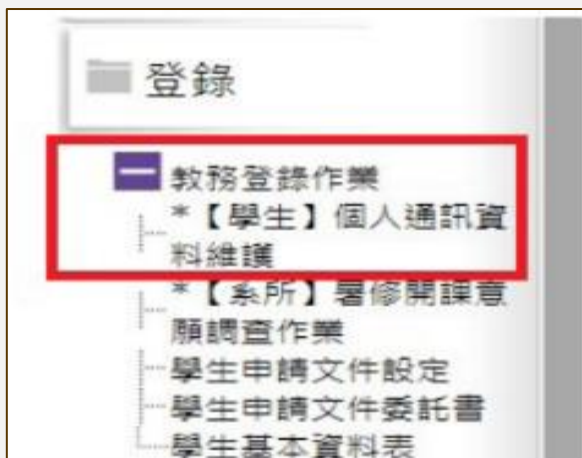 登錄
教務登錄作業
*【學生】個人通訊資
料維護
*【系所】暑修開課意
願調查作業
學生申請文件設定
學生申請文件委託書
學生基本資料表